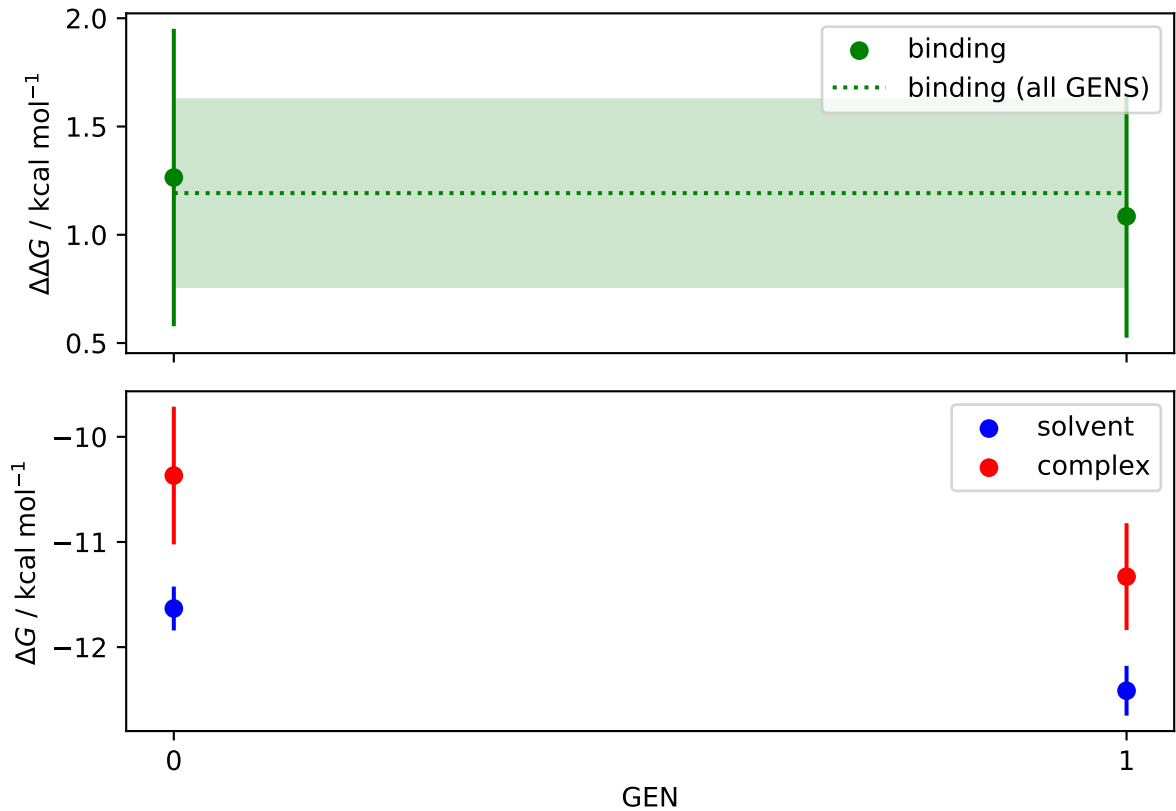 2.0
1.5
1.0
0.5
ΔΔG / kcal mol⁻¹
binding
binding (all GENS)
−10
−11
−12
ΔG / kcal mol⁻¹
solvent
complex
0
1
GEN